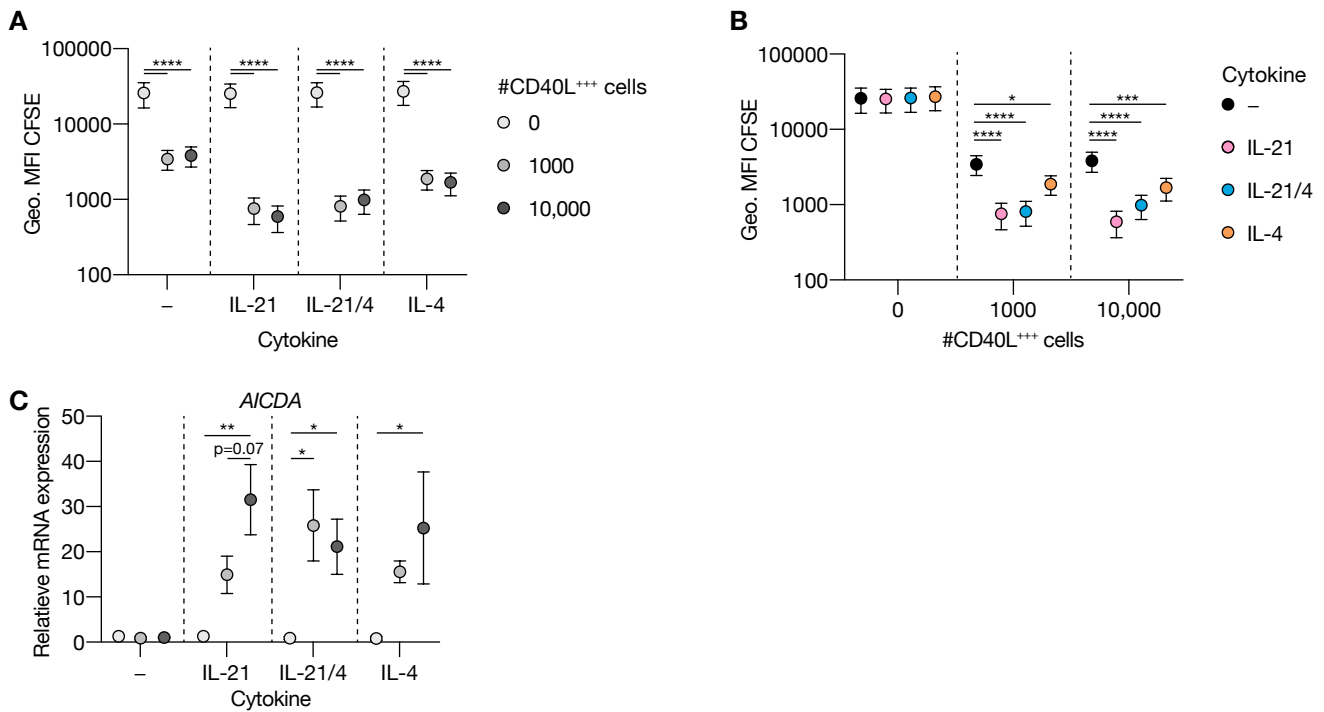 A
100000
10000
1000
100
Geo. MFI CFSE
**** **** **** ****
– IL-21 IL-21/4 IL-4
Cytokine
#CD40L+++ cells
0
1000
10,000
B
100000
10000
1000
100
Geo. MFI CFSE
* ***
**** ****
**** ****
0 1000 10,000
#CD40L+++ cells
Cytokine
–
IL-21
IL-21/4
IL-4
C
AICDA
50
40
30
20
10
0
Relatieve mRNA expression
** * *
p=0.07 *
– IL-21 IL-21/4 IL-4
Cytokine